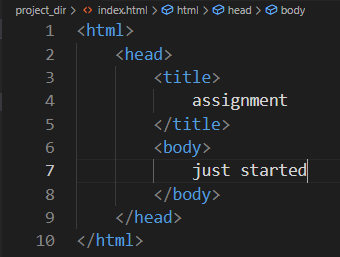 project_dir > index.html > html > head > body
1 <html>
2 <head>
3 <title>
4 assignment
5 </title>
6 <body>
7 just started
8 </body>
9 </head>
10 </html>